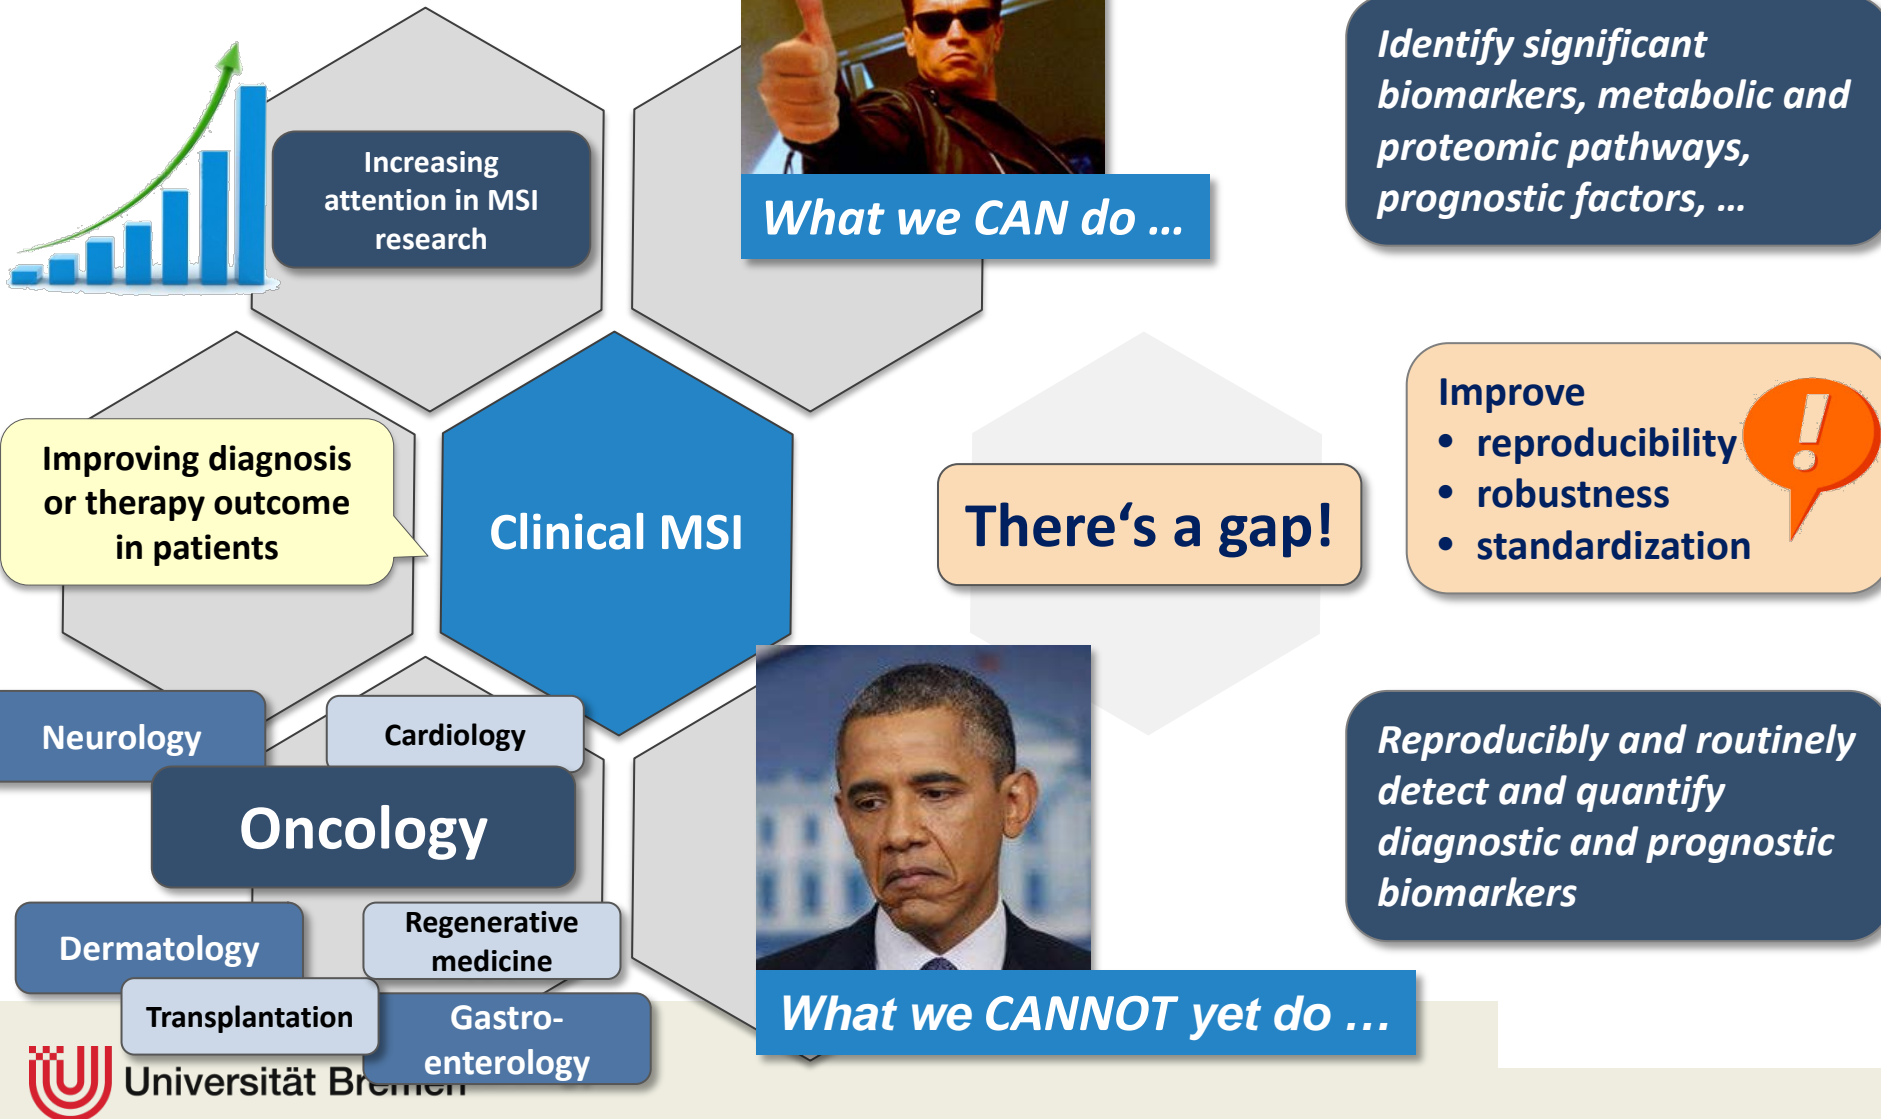 Increasing
attention in MSI
research
What we CAN do ...
Identify significant
biomarkers, metabolic and
proteomic pathways,
prognostic factors, ...
Improving diagnosis
or therapy outcome
in patients
Clinical MSI
There‘s a gap!
Improve
• reproducibility
• robustness
• standardization
!
Neurology
Cardiology
Oncology
Dermatology
Regenerative
medicine
Transplantation
Gastro-
enterology
What we CANNOT yet do ...
Reproducibly and routinely
detect and quantify
diagnostic and prognostic
biomarkers
Universität Bremen